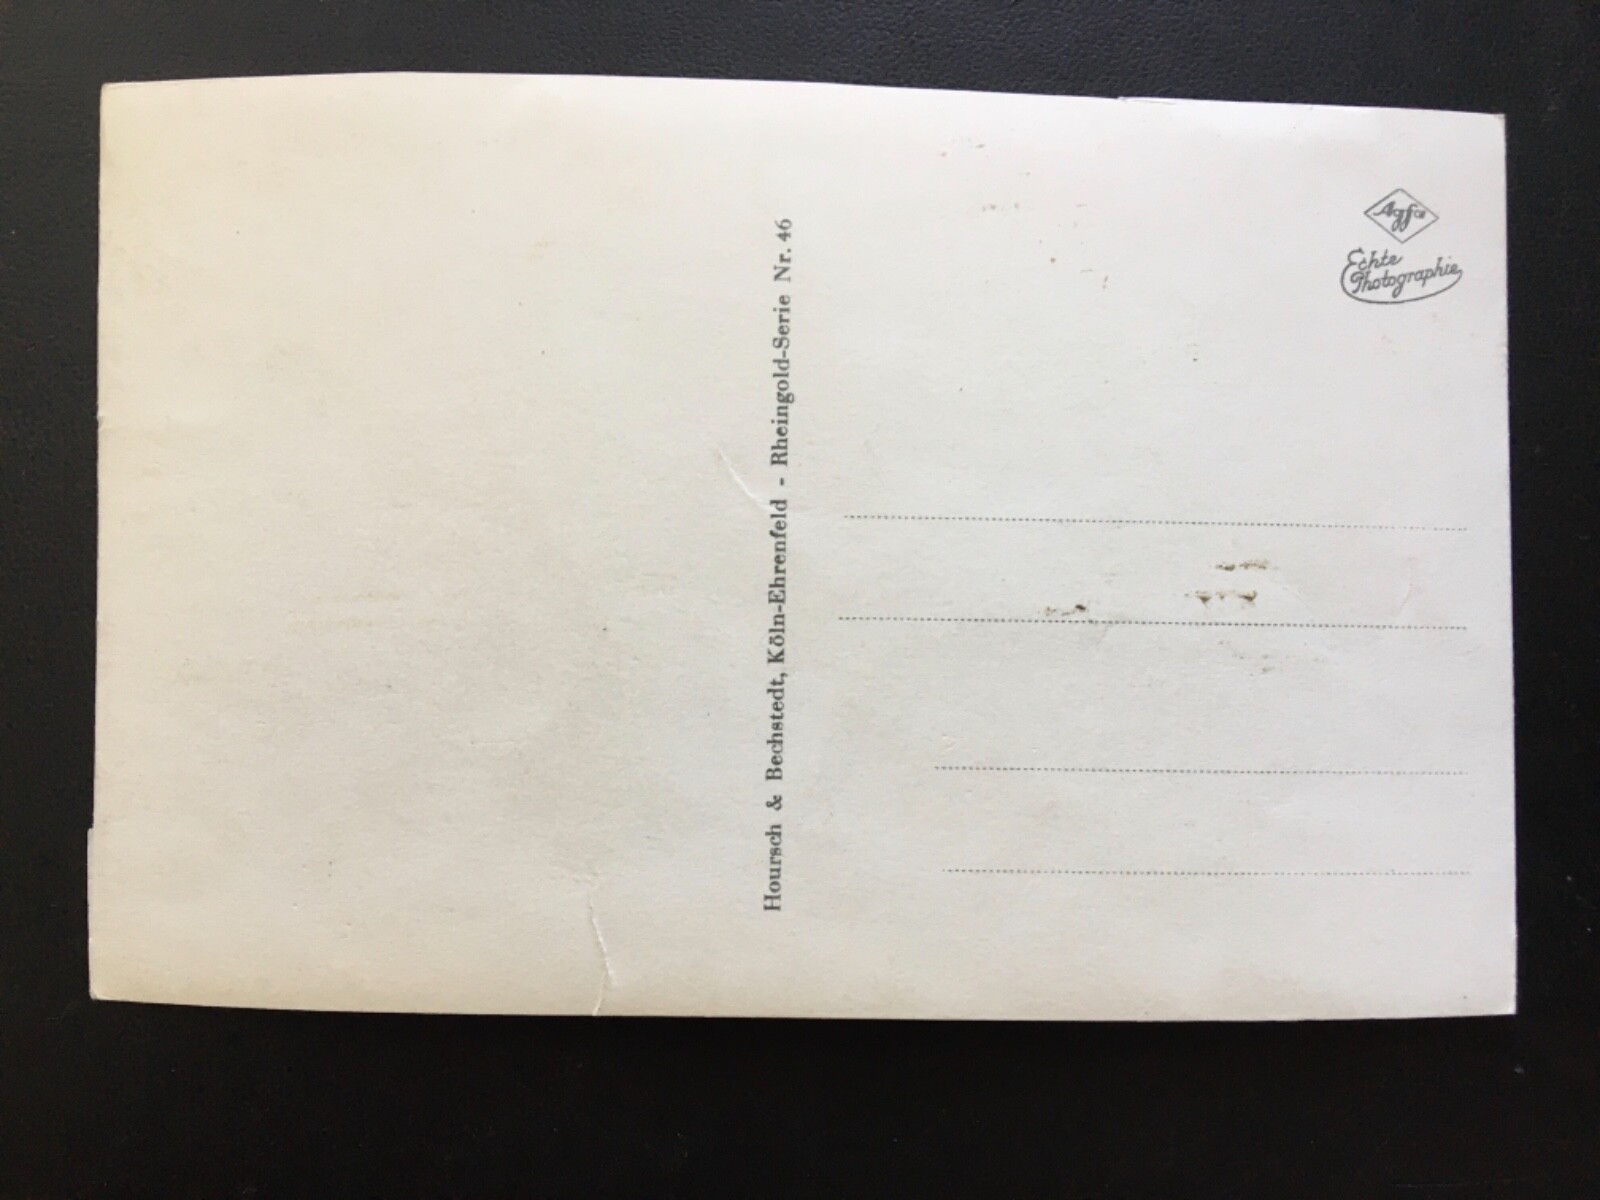 Agfa
Echte
Photographie
Hoursch & Bechstedt, Köln-Ehrenfeld - Rheingold-Serie Nr. 46